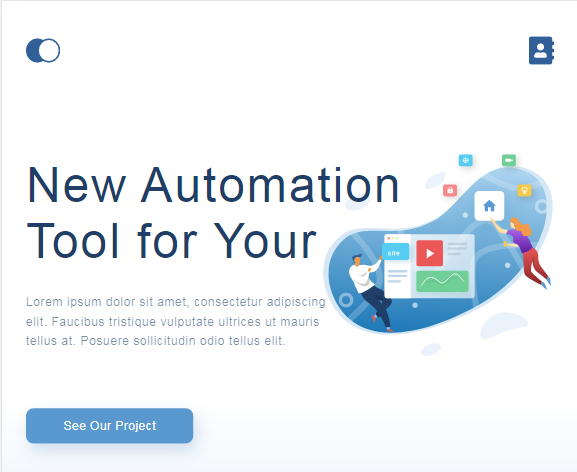 New Automation
Tool for Your
site
Lorem ipsum dolor sit amet, consectetur adipiscing
elit. Faucibus tristique vulputate ultrices ut mauris
tellus at. Posuere sollicitudin odio tellus elit.
See Our Project